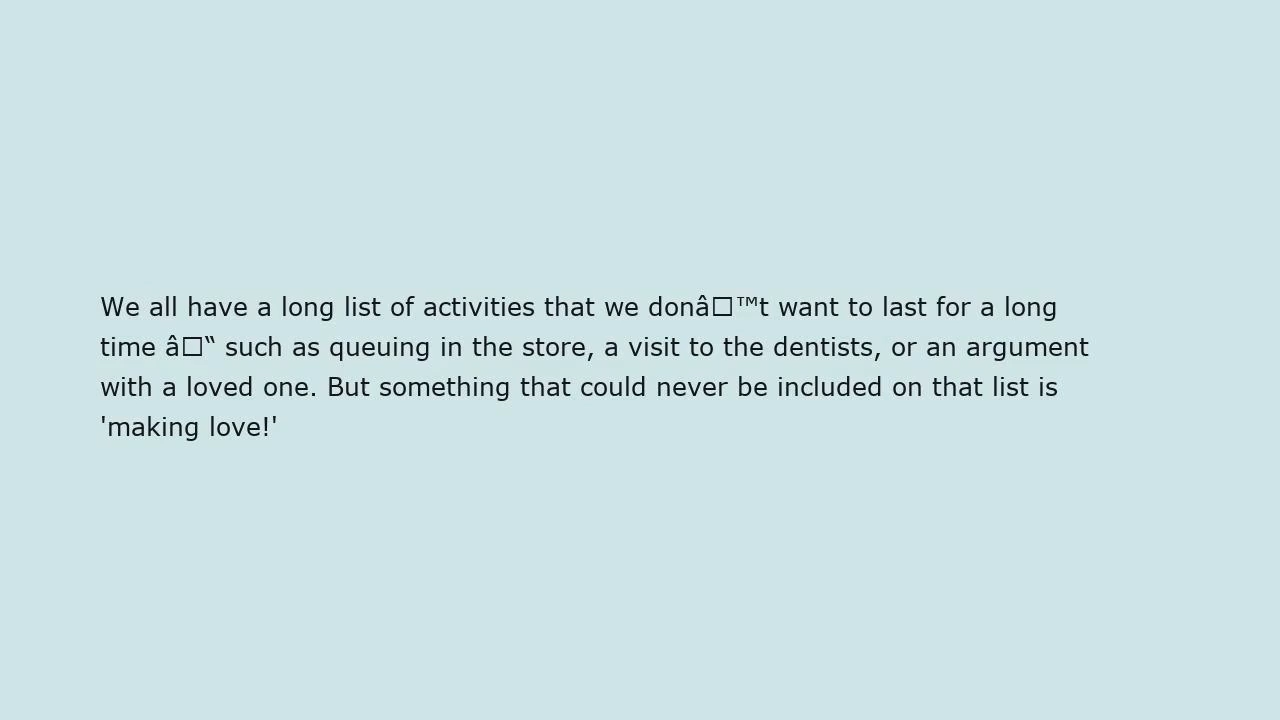 We all have a long list of activities that we donâ□™t want to last for a long
time â□‟ such as queuing in the store, a visit to the dentists, or an argument
with a loved one. But something that could never be included on that list is
'making love!'